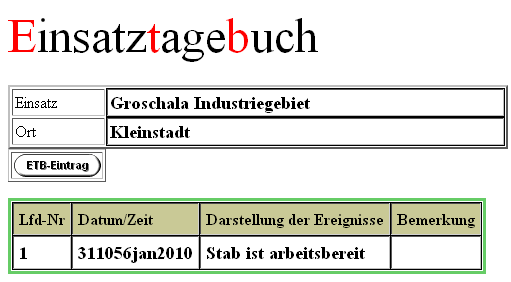 Einsatztagebuch
Einsatz Groschala Industriegebiet
Ort Kleinstadt
ETB-Eintrag
Lfd-Nr Datum/Zeit Darstellung der Ereignisse Bemerkung
1 311056jan2010 Stab ist arbeitsbereit